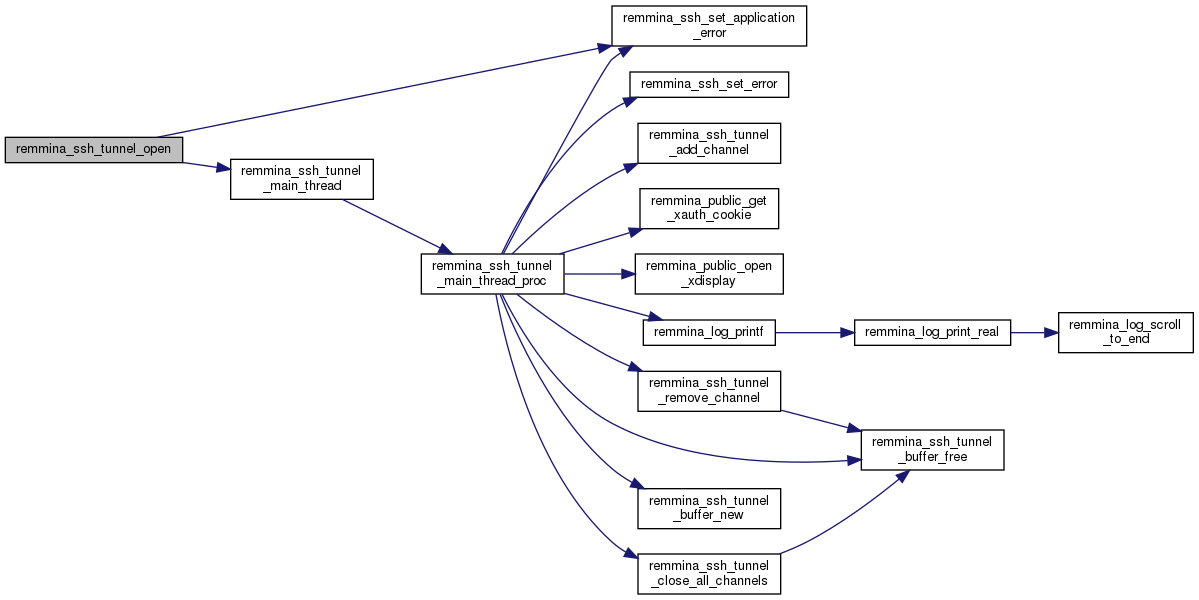 remmina_ssh_set_application
_error
remmina_ssh_set_error
remmina_ssh_tunnel_open
remmina_ssh_tunnel
_add_channel
remmina_ssh_tunnel
_main_thread
remmina_public_get
_xauth_cookie
remmina_ssh_tunnel
_main_thread_proc
remmina_public_open
_xdisplay
remmina_log_printf
remmina_log_print_real
remmina_log_scroll
_to_end
remmina_ssh_tunnel
_remove_channel
remmina_ssh_tunnel
_buffer_free
remmina_ssh_tunnel
_buffer_new
remmina_ssh_tunnel
_close_all_channels